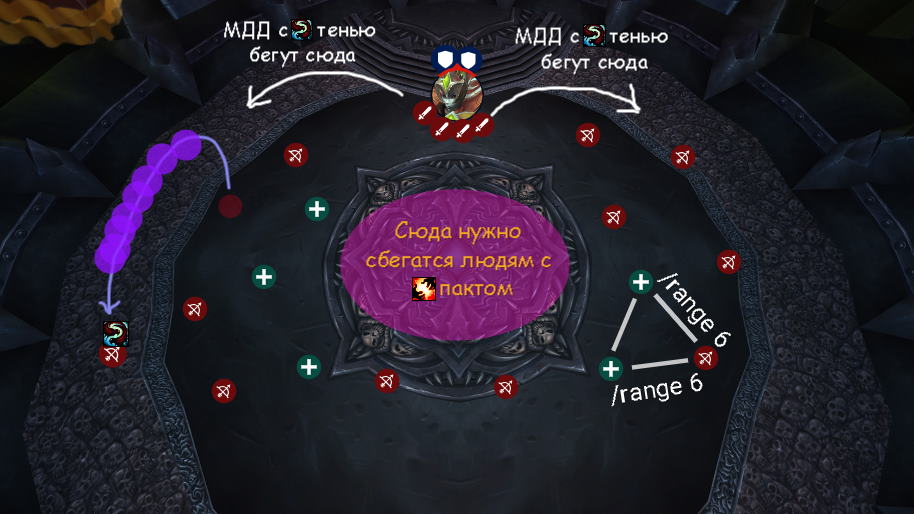 МДД с тенью
бегут сюда
МДД с тенью
бегут сюда
Сюда нужно
сбегатся людям с
пактом
/range 6
/range 6